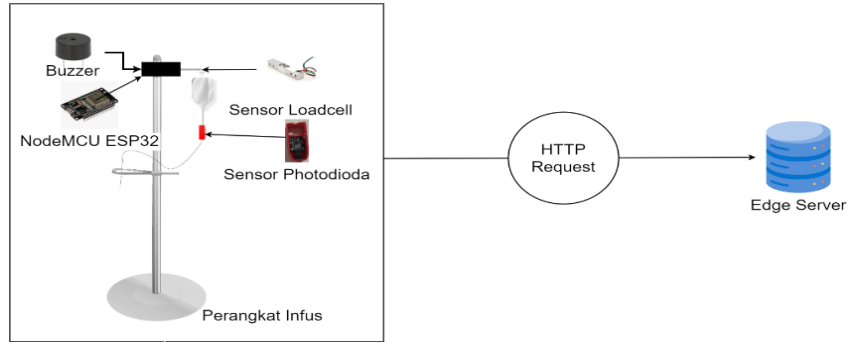 Buzzer
NodeMCU ESP32
Sensor Loadcell
Sensor Photodioda
Perangkat Infus
HTTP
Request
Edge Server